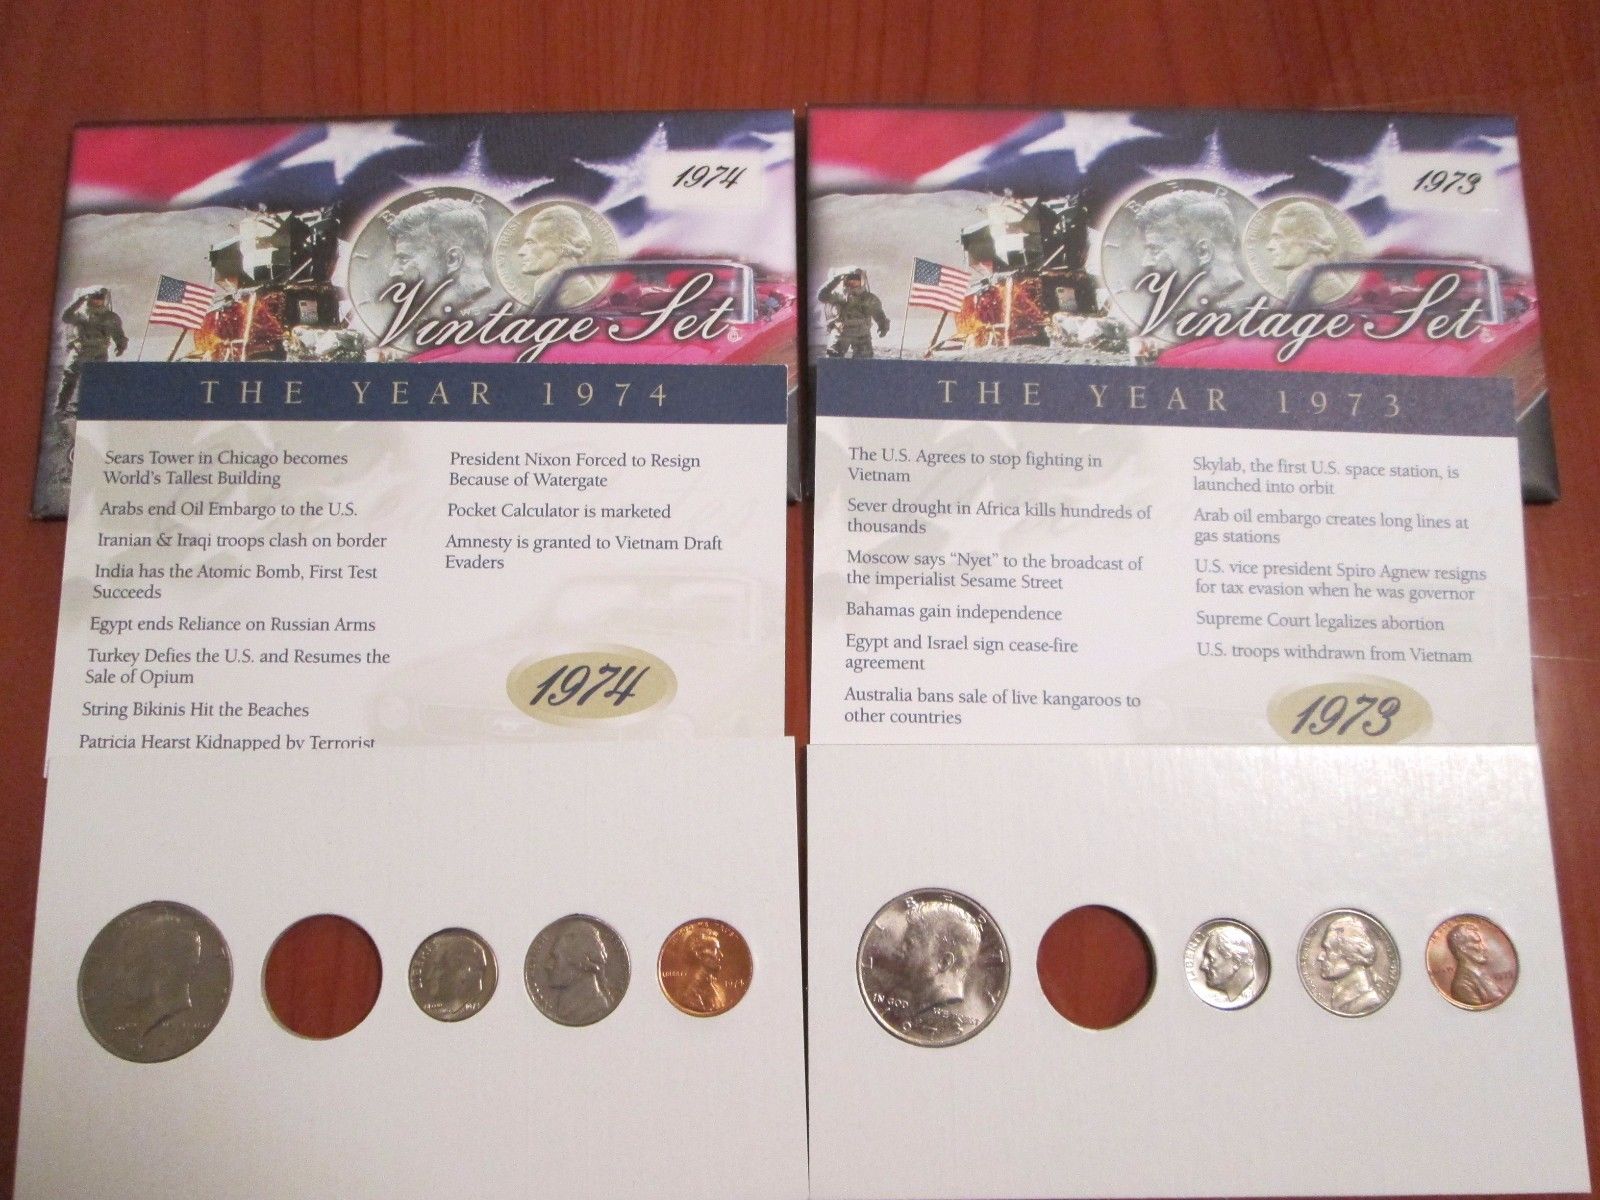 1974
Vintage Set
THE YEAR 1974
Sears Tower in Chicago becomes
World's Tallest Building
Arabs end Oil Embargo to the U.S.
Iranian & Iraqi troops clash on border
India has the Atomic Bomb, First Test
Succeeds
Egypt ends Reliance on Russian Arms
Turkey Defies the U.S. and Resumes the
Sale of Opium
String Bikinis Hit the Beaches
Patricia Hearst Kidnapped by Terrorist
President Nixon Forced to Resign
Because of Watergate
Pocket Calculator is marketed
Amnesty is granted to Vietnam Draft
Evaders
1974
LIBERTY
1973
Vintage Set
THE YEAR 1973
The U.S. Agrees to stop fighting in
Vietnam
Sever drought in Africa kills hundreds of
thousands
Moscow says "Nyet" to the broadcast of
the imperialist Sesame Street
Bahamas gain independence
Egypt and Israel sign cease-fire
agreement
Australia bans sale of live kangaroos to
other countries
Skylab, the first U.S. space station, is
launched into orbit
Arab oil embargo creates long lines at
gas stations
U.S. vice president Spiro Agnew resigns
for tax evasion when he was governor
Supreme Court legalizes abortion
U.S. troops withdrawn from Vietnam
1973
IN GOD WE TRUST
1973
LIBERTY